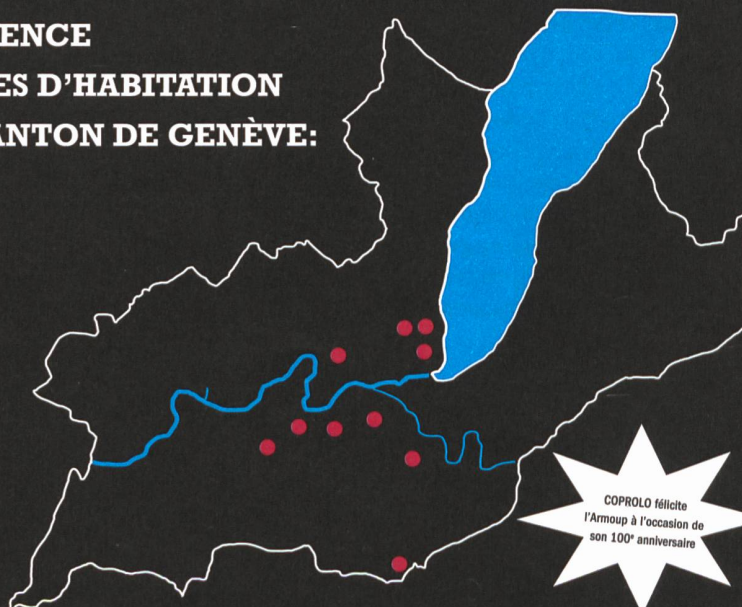 ENCE
ES D'HABITATION
ANTON DE GENÈVE:
COPROLO félicite
l'Armoup à l'occasion de
son 100e anniversaire